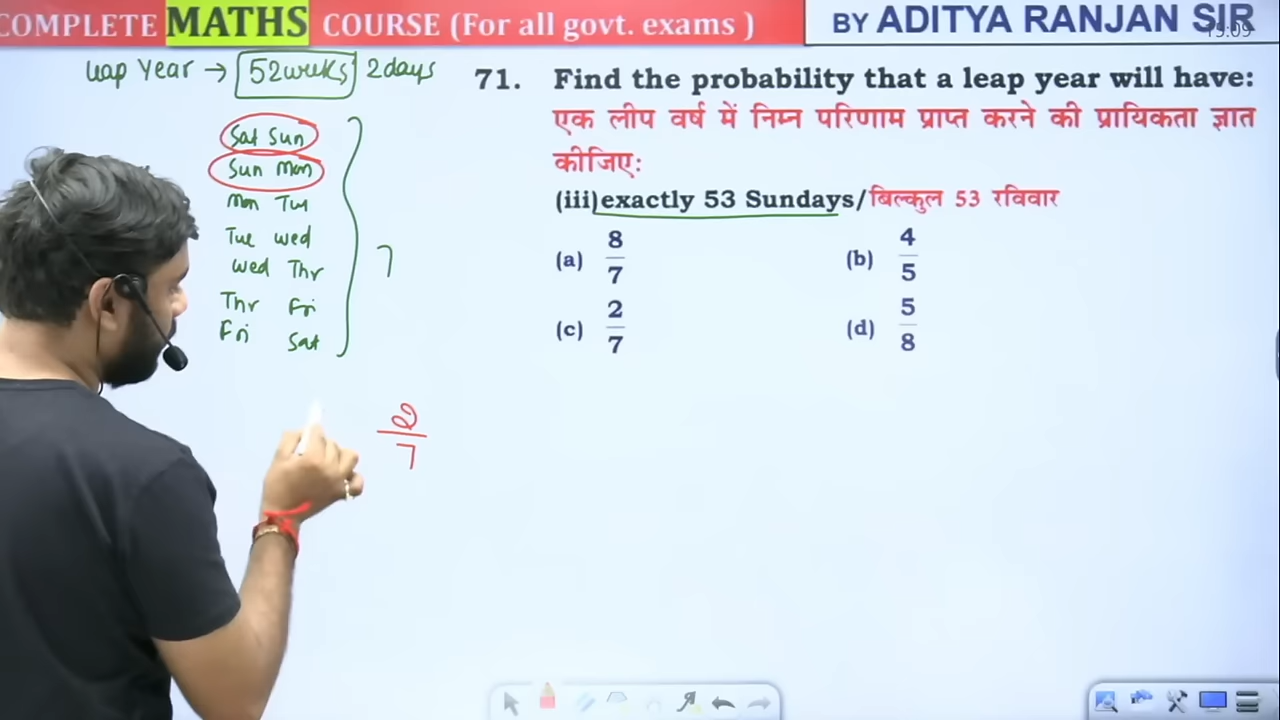 COMPLETE MATHS COURSE (For all govt. exams )
BY ADITYA RANJAN SIR
15:09
Leap Year → 52 weeks 2 days
Sat Sun
Sun Mon
Mon Tue
Tue wed
wed Thr
Thr Fri
Fri Sat
7
2
7
71. Find the probability that a leap year will have:
एक लीप वर्ष में निम्न परिणाम प्राप्त करने की प्रायिकता ज्ञात
कीजिए:
(iii) exactly 53 Sundays/बिल्कुल 53 रविवार
(a) 8/7 (b) 4/5
(c) 2/7 (d) 5/8